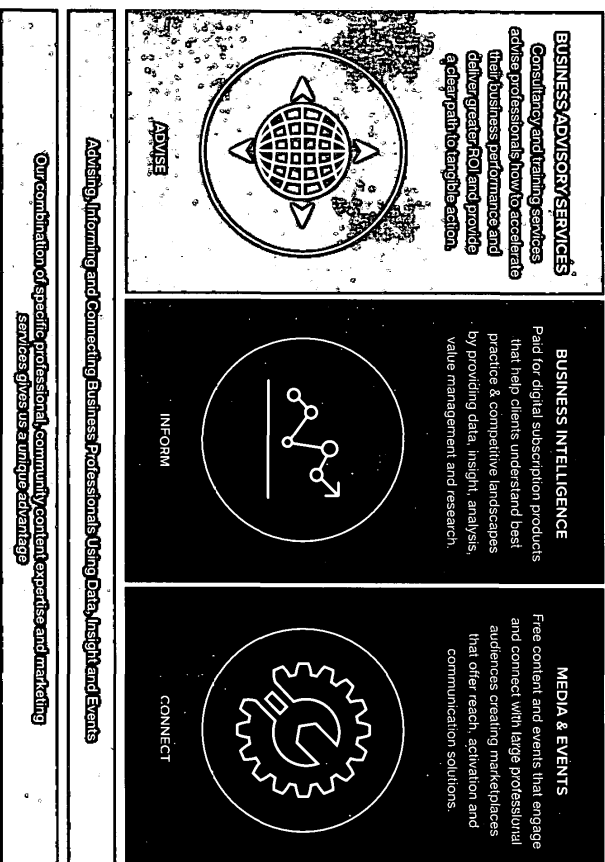 BUSINESS ADVISORY SERVICES
Consultancy and training services
advise professionals how to accelerate
their business performance and
deliver greater ROI and provide
a clear path to tangible action.
ADVISE
BUSINESS INTELLIGENCE
Paid for digital subscription products
that help clients understand best
practice & competitive landscapes
by providing data, insight, analysis,
value management and research.
INFORM
MEDIA & EVENTS
Free content and events that engage
and connect with large professional
audiences creating marketplaces
that offer reach, activation and
communication solutions.
CONNECT
Advising, Informing and Connecting Business Professionals Using Data, Insight and Events
Our combination of specific professional, community content expertise and marketing
services gives us a unique advantage